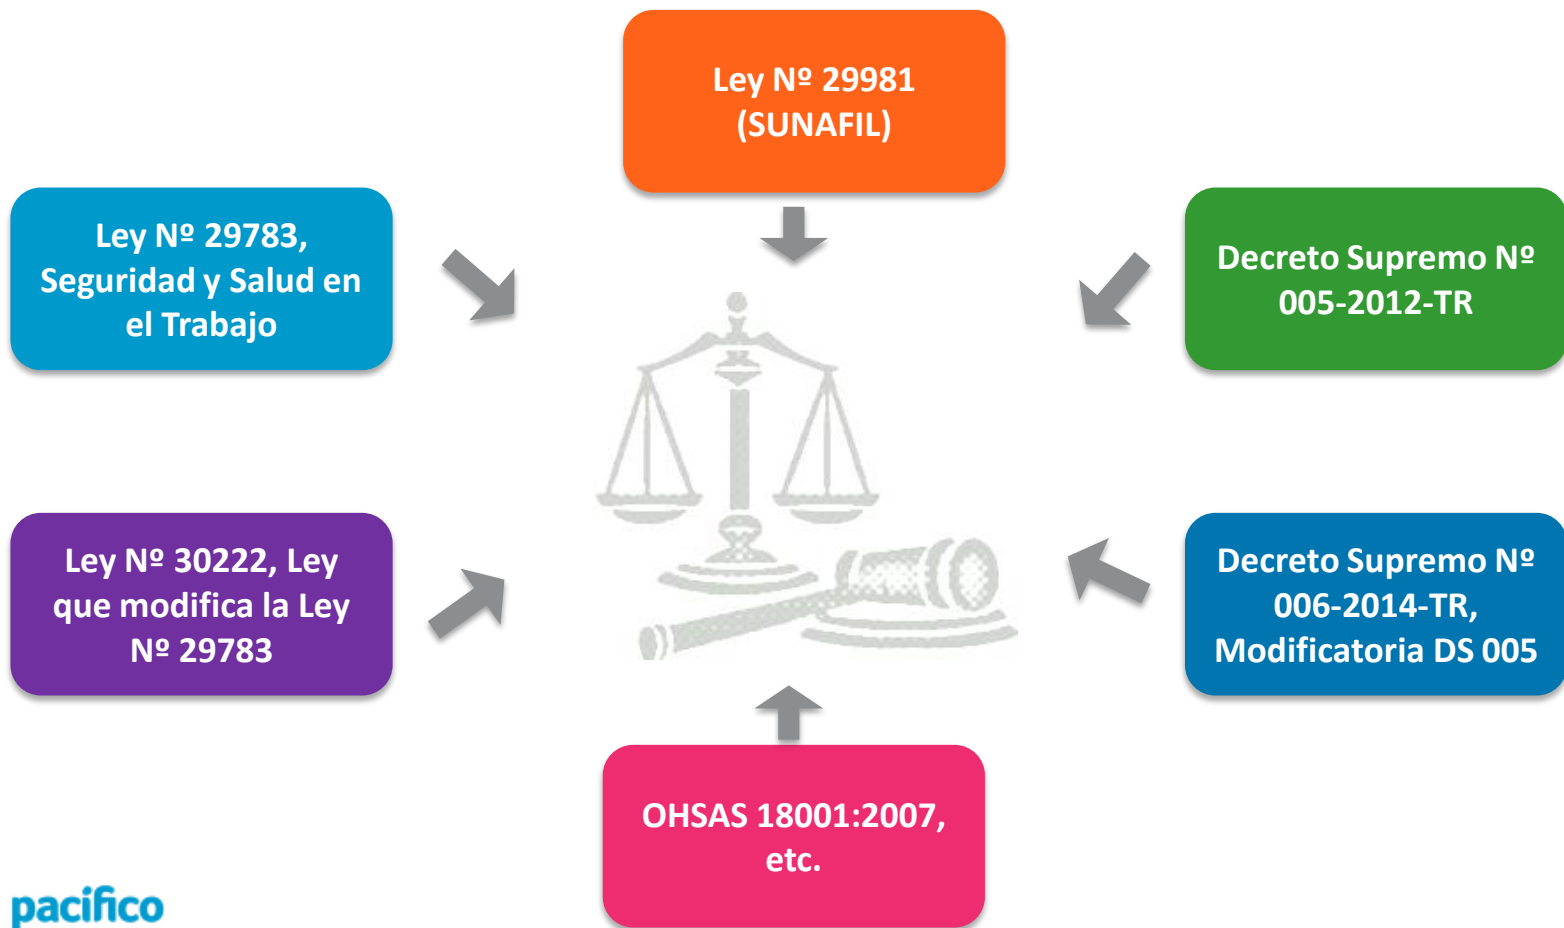 Ley Nº 29981
(SUNAFIL)
Ley Nº 29783,
Seguridad y Salud en
el Trabajo
Decreto Supremo Nº
005-2012-TR
Ley Nº 30222, Ley
que modifica la Ley
Nº 29783
Decreto Supremo Nº
006-2014-TR,
Modificatoria DS 005
OHSAS 18001:2007,
etc.
pacífico